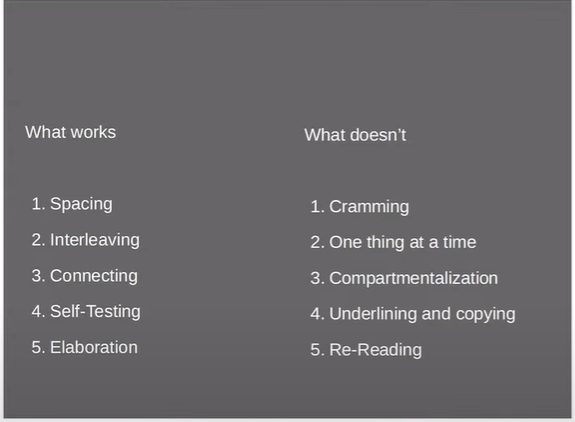 What works
1. Spacing
2. Interleaving
3. Connecting
4. Self-Testing
5. Elaboration
What doesn’t
1. Cramming
2. One thing at a time
3. Compartmentalization
4. Underlining and copying
5. Re-Reading